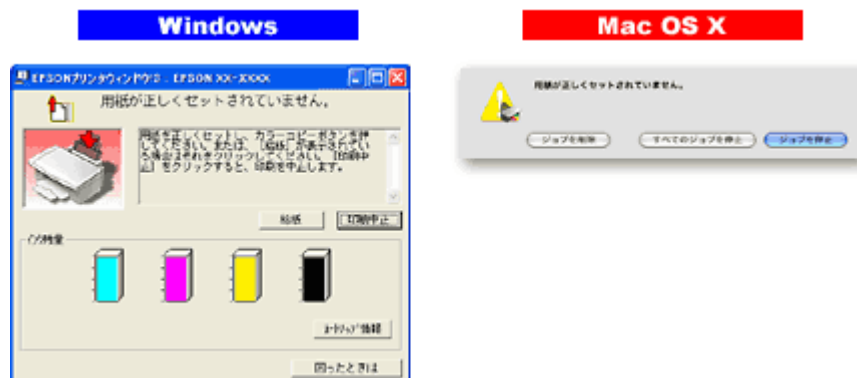 Windows
Mac OS X
EPSONプリンタウィンドウ!3 : EPSON XX-XXXX
用紙が正しくセットされていません。
用紙を正しくセットし、カラーコピーボタンを押
してください。または、[給紙] が表示されてい
る場合はそれをクリックしてください。[印刷中
止] をクリックすると、印刷を中止します。
給紙
印刷中止
インク残量
カートリッジ情報
困ったときは
用紙が正しくセットされていません。
ジョブを削除
すべてのジョブを停止
ジョブを停止